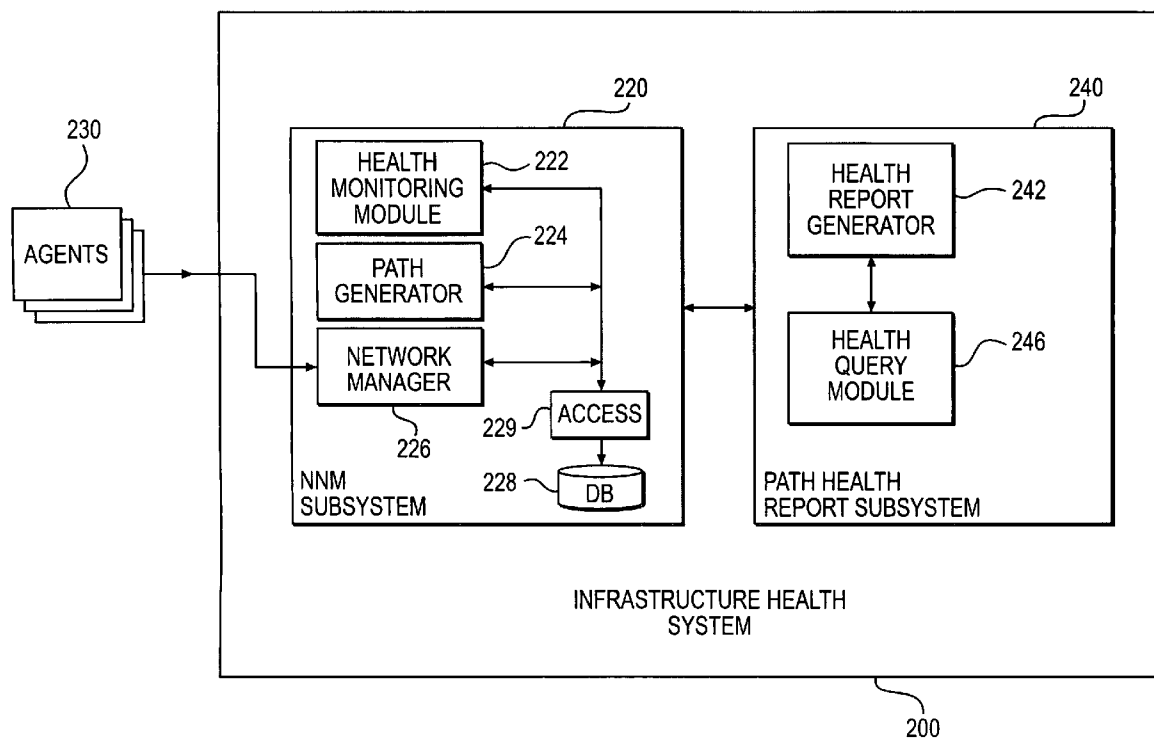 220
240
230
HEALTH
MONITORING
MODULE
222
HEALTH
REPORT
GENERATOR
242
AGENTS
PATH
GENERATOR
224
NETWORK
MANAGER
226
HEALTH
QUERY
MODULE
246
229
ACCESS
228
DB
NNM
SUBSYSTEM
PATH HEALTH
REPORT SUBSYSTEM
INFRASTRUCTURE HEALTH
SYSTEM
200